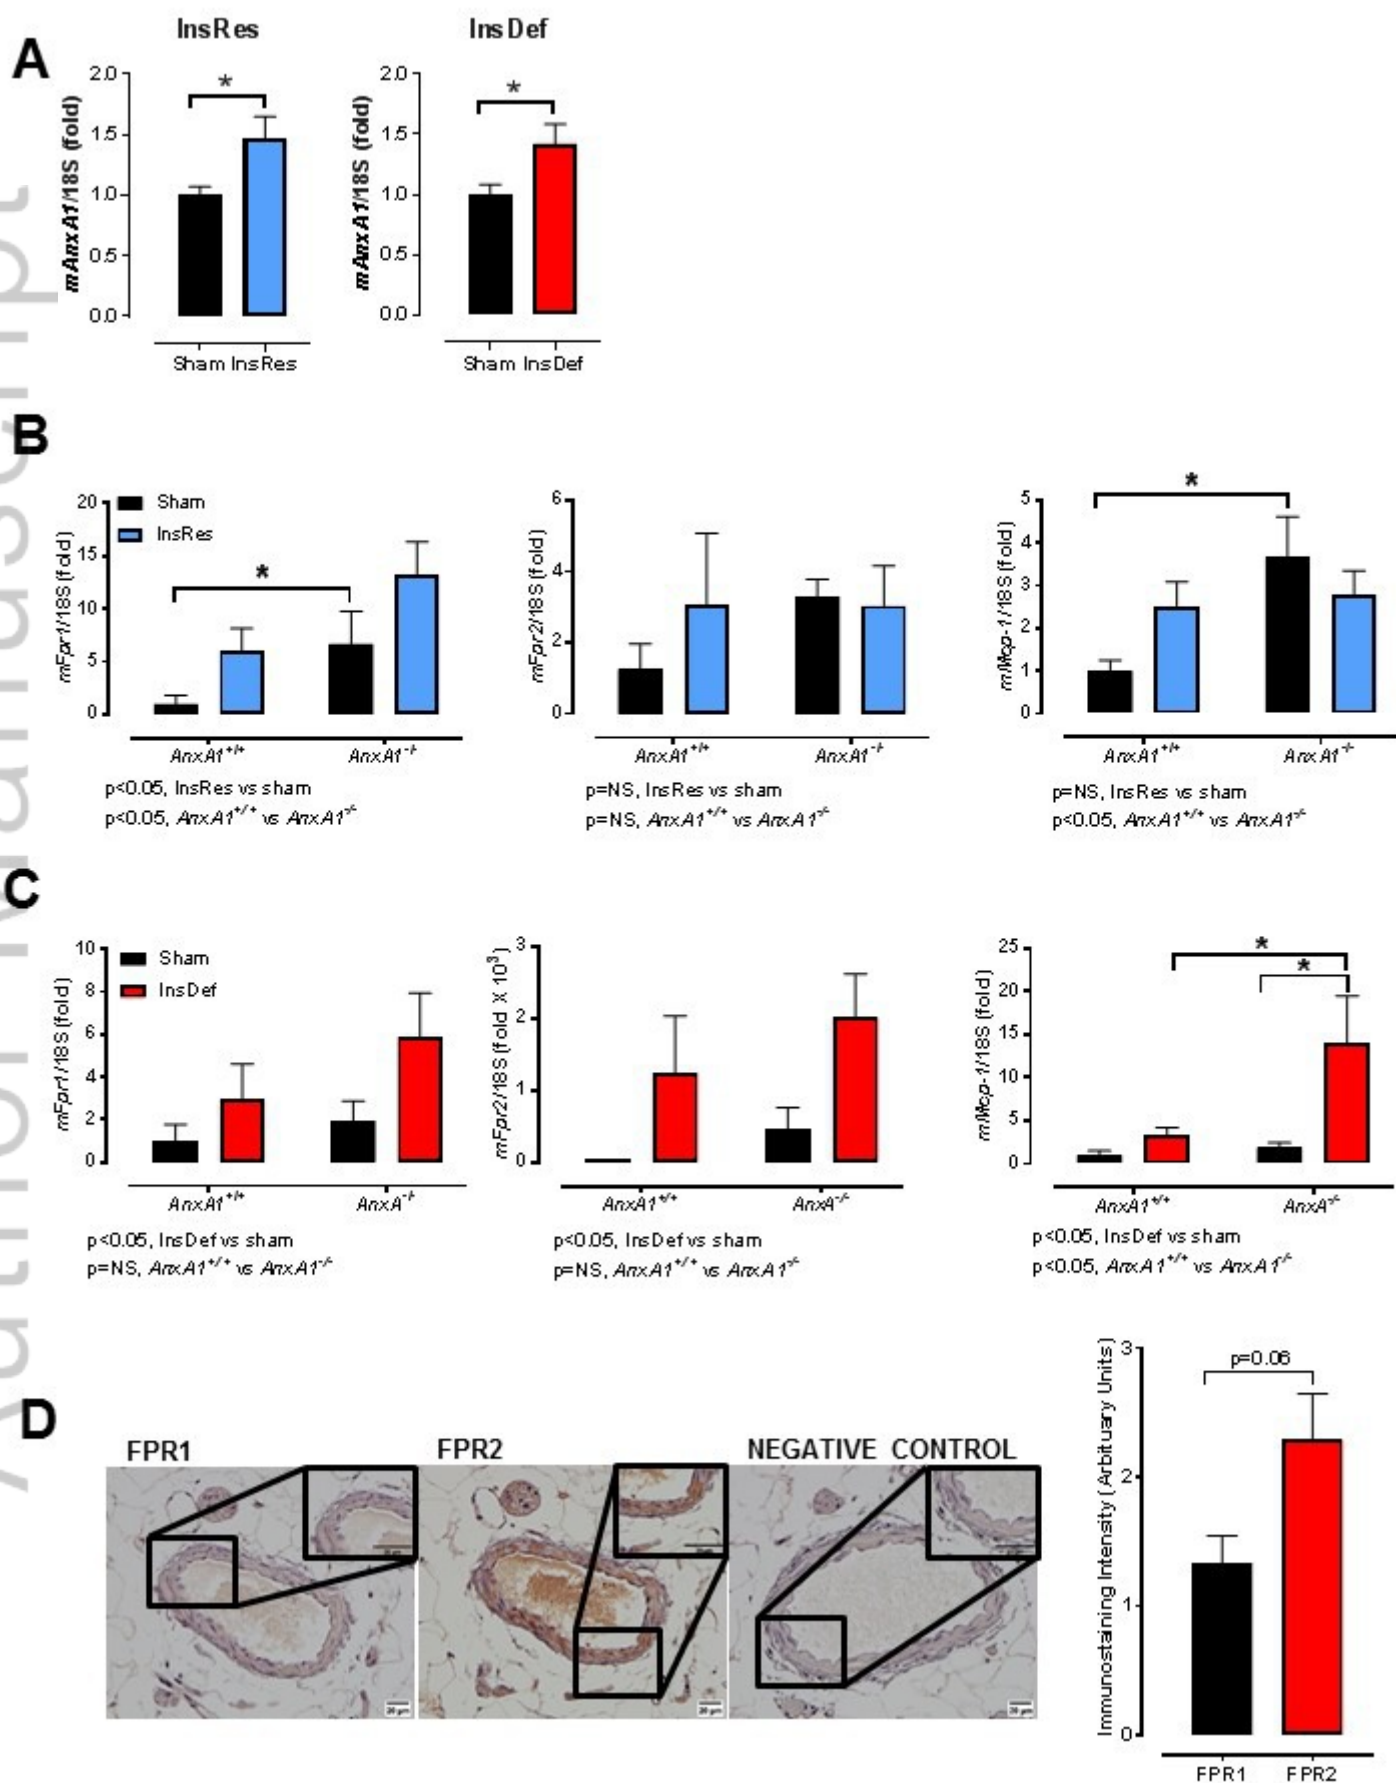 Author Manuscript
A
InsRes
InsDef
mAnxA1/18S (fold)
2.0
1.5
1.0
0.5
0.0
*
Sham InsRes
mAnxA1/18S (fold)
2.0
1.5
1.0
0.5
0.0
*
Sham InsDef
B
mFpr1/18S (fold)
20
15
10
5
0
Sham
InsRes
*
AnxA1+/+ AnxA1-/-
p<0.05, InsRes vs sham
p<0.05, AnxA1+/+ vs AnxA1-/-
mFpr2/18S (fold)
6
4
2
0
AnxA1+/+ AnxA1-/-
p=NS, InsRes vs sham
p=NS, AnxA1+/+ vs AnxA1-/-
mMcp-1/18S (fold)
5
4
3
2
1
0
*
AnxA1+/+ AnxA1-/-
p=NS, InsRes vs sham
p<0.05, AnxA1+/+ vs AnxA1-/-
C
mFpr1/18S (fold)
10
8
6
4
2
0
Sham
InsDef
AnxA1+/+ AnxA-/-
p<0.05, InsDef vs sham
p=NS, AnxA1+/+ vs AnxA1-/-
mFpr2/18S (fold X 10³)
3
2
1
0
AnxA1+/+ AnxA-/-
p<0.05, InsDef vs sham
p=NS, AnxA1+/+ vs AnxA1-/-
mMcp-1/18S (fold)
25
20
15
10
5
0
*
*
AnxA1+/+ AnxA-/-
p<0.05, InsDef vs sham
p<0.05, AnxA1+/+ vs AnxA1-/-
D
FPR1
FPR2
NEGATIVE CONTROL
20 µm
20 µm
20 µm
Immunostaining Intensity (Arbituary Units)
3
2
1
0
p=0.06
FPR1 FPR2